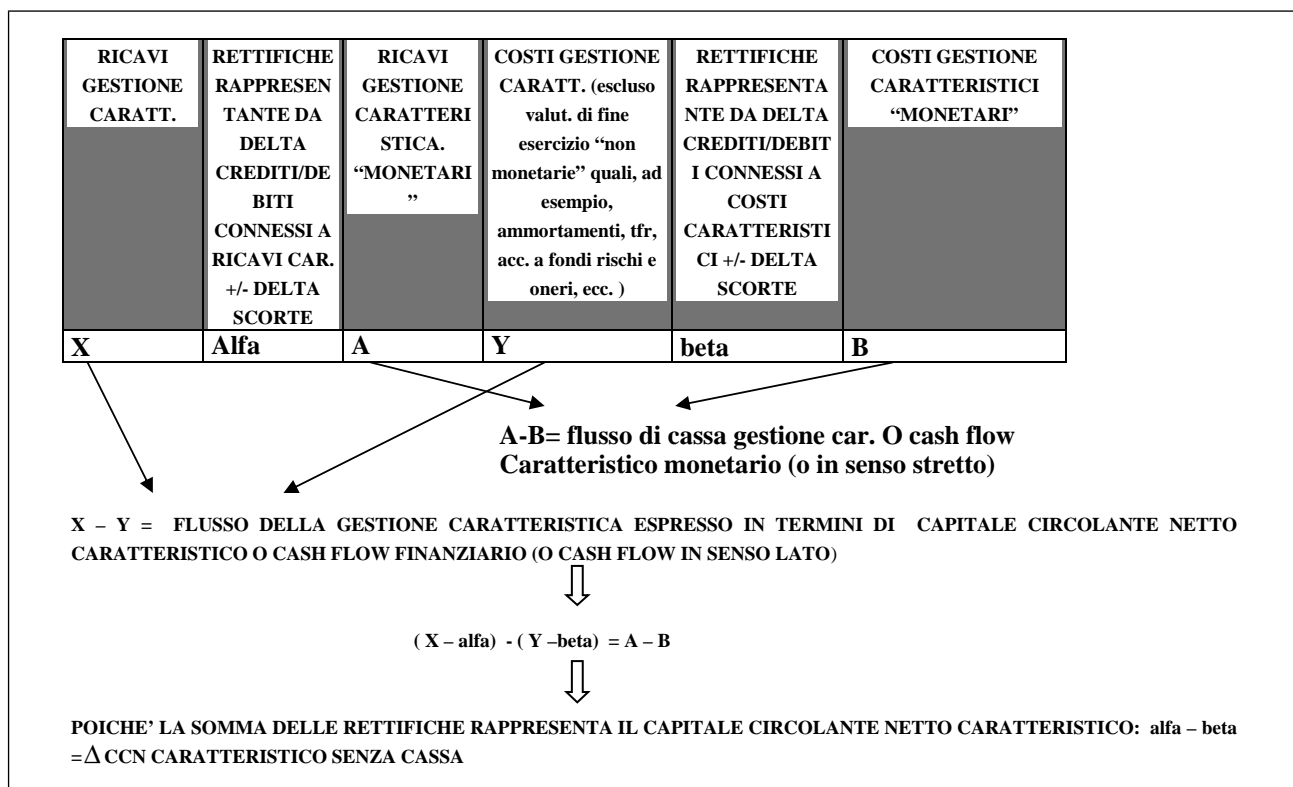 RICAVI
GESTIONE
CARATT.
RETTIFICHE
RAPPRESEN
TANTE DA
DELTA
CREDITI/DE
BITI
CONNESSI A
RICAVI CAR.
+/- DELTA
SCORTE
RICAVI
GESTIONE
CARATTERI
STICA.
“MONETARI
”
COSTI GESTIONE
CARATT. (escluso
valut. di fine
esercizio “non
monetarie” quali, ad
esempio,
ammortamenti, tfr,
acc. a fondi rischi e
oneri, ecc. )
RETTIFICHE
RAPPRESENTA
NTE DA DELTA
CREDITI/DEBIT
I CONNESSI A
COSTI
CARATTERISTI
CI +/- DELTA
SCORTE
COSTI GESTIONE
CARATTERISTICI
“MONETARI”
X Alfa A Y beta B
A-B= flusso di cassa gestione car. O cash flow
Caratteristico monetario (o in senso stretto)
X – Y = FLUSSO DELLA GESTIONE CARATTERISTICA ESPRESSO IN TERMINI DI CAPITALE CIRCOLANTE NETTO
CARATTERISTICO O CASH FLOW FINANZIARIO (O CASH FLOW IN SENSO LATO)
( X – alfa) - ( Y –beta) = A – B
POICHE’ LA SOMMA DELLE RETTIFICHE RAPPRESENTA IL CAPITALE CIRCOLANTE NETTO CARATTERISTICO: alfa – beta
=Δ CCN CARATTERISTICO SENZA CASSA